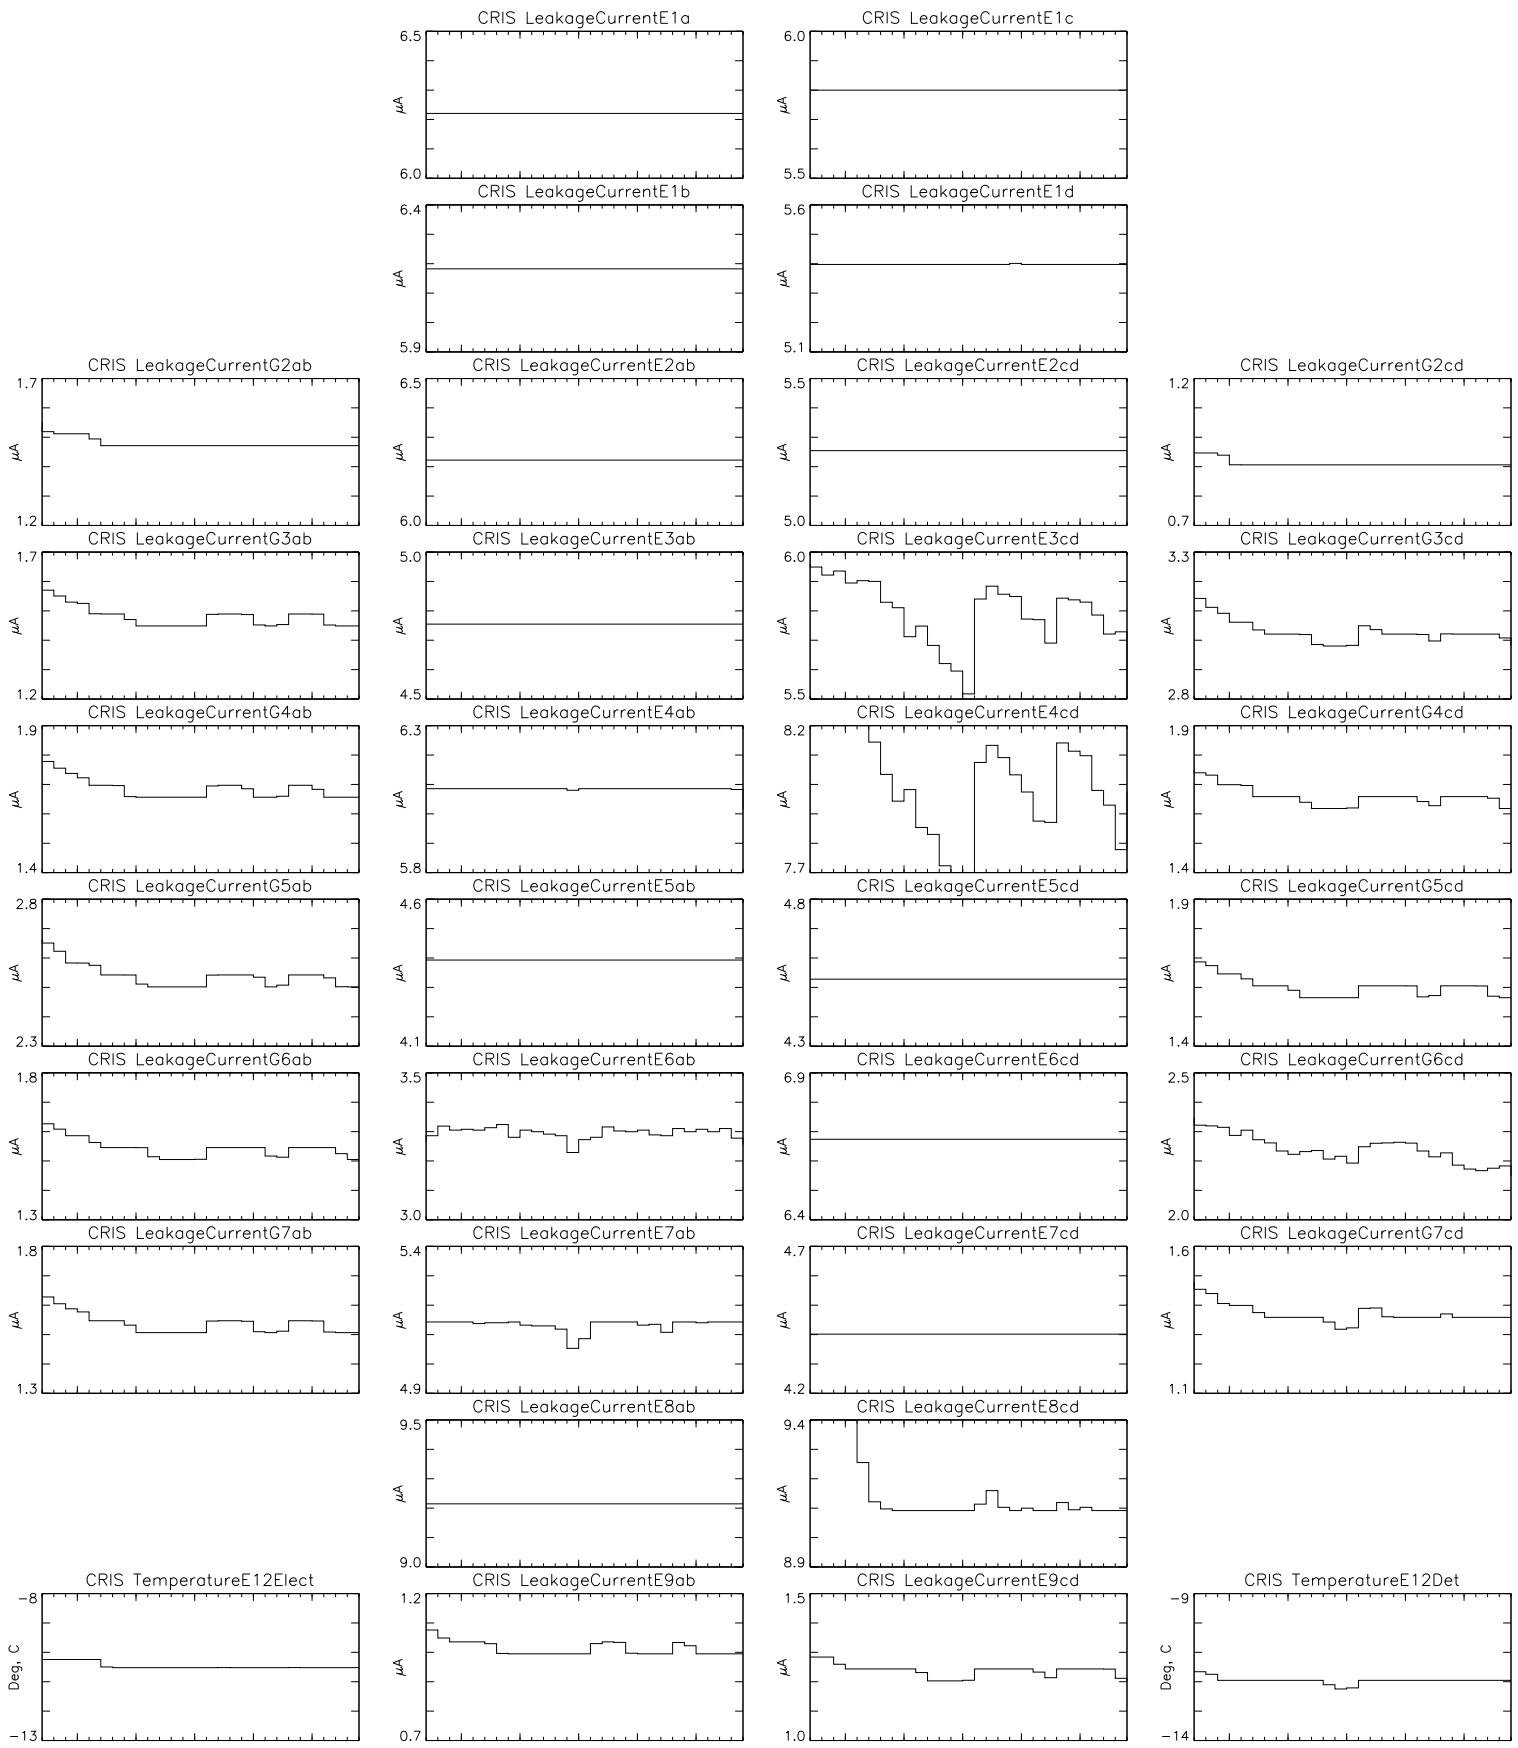 CRIS LeakageCurrentE1a
CRIS LeakageCurrentE1c
6.5
μA
6.0
6.0
μA
5.5
CRIS LeakageCurrentE1b
CRIS LeakageCurrentE1d
6.4
μA
5.9
5.6
μA
5.1
CRIS LeakageCurrentG2ab
CRIS LeakageCurrentE2ab
CRIS LeakageCurrentE2cd
CRIS LeakageCurrentG2cd
1.7
μA
1.2
6.5
μA
6.0
5.5
μA
5.0
1.2
μA
0.7
CRIS LeakageCurrentG3ab
CRIS LeakageCurrentE3ab
CRIS LeakageCurrentE3cd
CRIS LeakageCurrentG3cd
1.7
μA
1.2
5.0
μA
4.5
6.0
μA
5.5
3.3
μA
2.8
CRIS LeakageCurrentG4ab
CRIS LeakageCurrentE4ab
CRIS LeakageCurrentE4cd
CRIS LeakageCurrentG4cd
1.9
μA
1.4
6.3
μA
5.8
8.2
μA
7.7
1.9
μA
1.4
CRIS LeakageCurrentG5ab
CRIS LeakageCurrentE5ab
CRIS LeakageCurrentE5cd
CRIS LeakageCurrentG5cd
2.8
μA
2.3
4.6
μA
4.1
4.8
μA
4.3
1.9
μA
1.4
CRIS LeakageCurrentG6ab
CRIS LeakageCurrentE6ab
CRIS LeakageCurrentE6cd
CRIS LeakageCurrentG6cd
1.8
μA
1.3
3.5
μA
3.0
6.9
μA
6.4
2.5
μA
2.0
CRIS LeakageCurrentG7ab
CRIS LeakageCurrentE7ab
CRIS LeakageCurrentE7cd
CRIS LeakageCurrentG7cd
1.8
μA
1.3
5.4
μA
4.9
4.7
μA
4.2
1.6
μA
1.1
CRIS LeakageCurrentE8ab
CRIS LeakageCurrentE8cd
9.5
μA
9.0
9.4
μA
8.9
CRIS TemperatureE12Elect
CRIS LeakageCurrentE9ab
CRIS LeakageCurrentE9cd
CRIS TemperatureE12Det
-8
Deg, C
-13
1.2
μA
0.7
1.5
μA
1.0
-9
Deg, C
-14